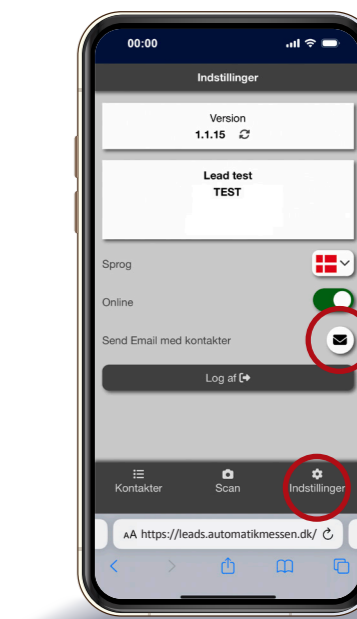 00:00
Indstillinger
Version
1.1.15
Lead test
TEST
Sprog
Online
Send Email med kontakter
Log af
Kontakter
Scan
Indstillinger
AA https://leads.automatikmessen.dk/